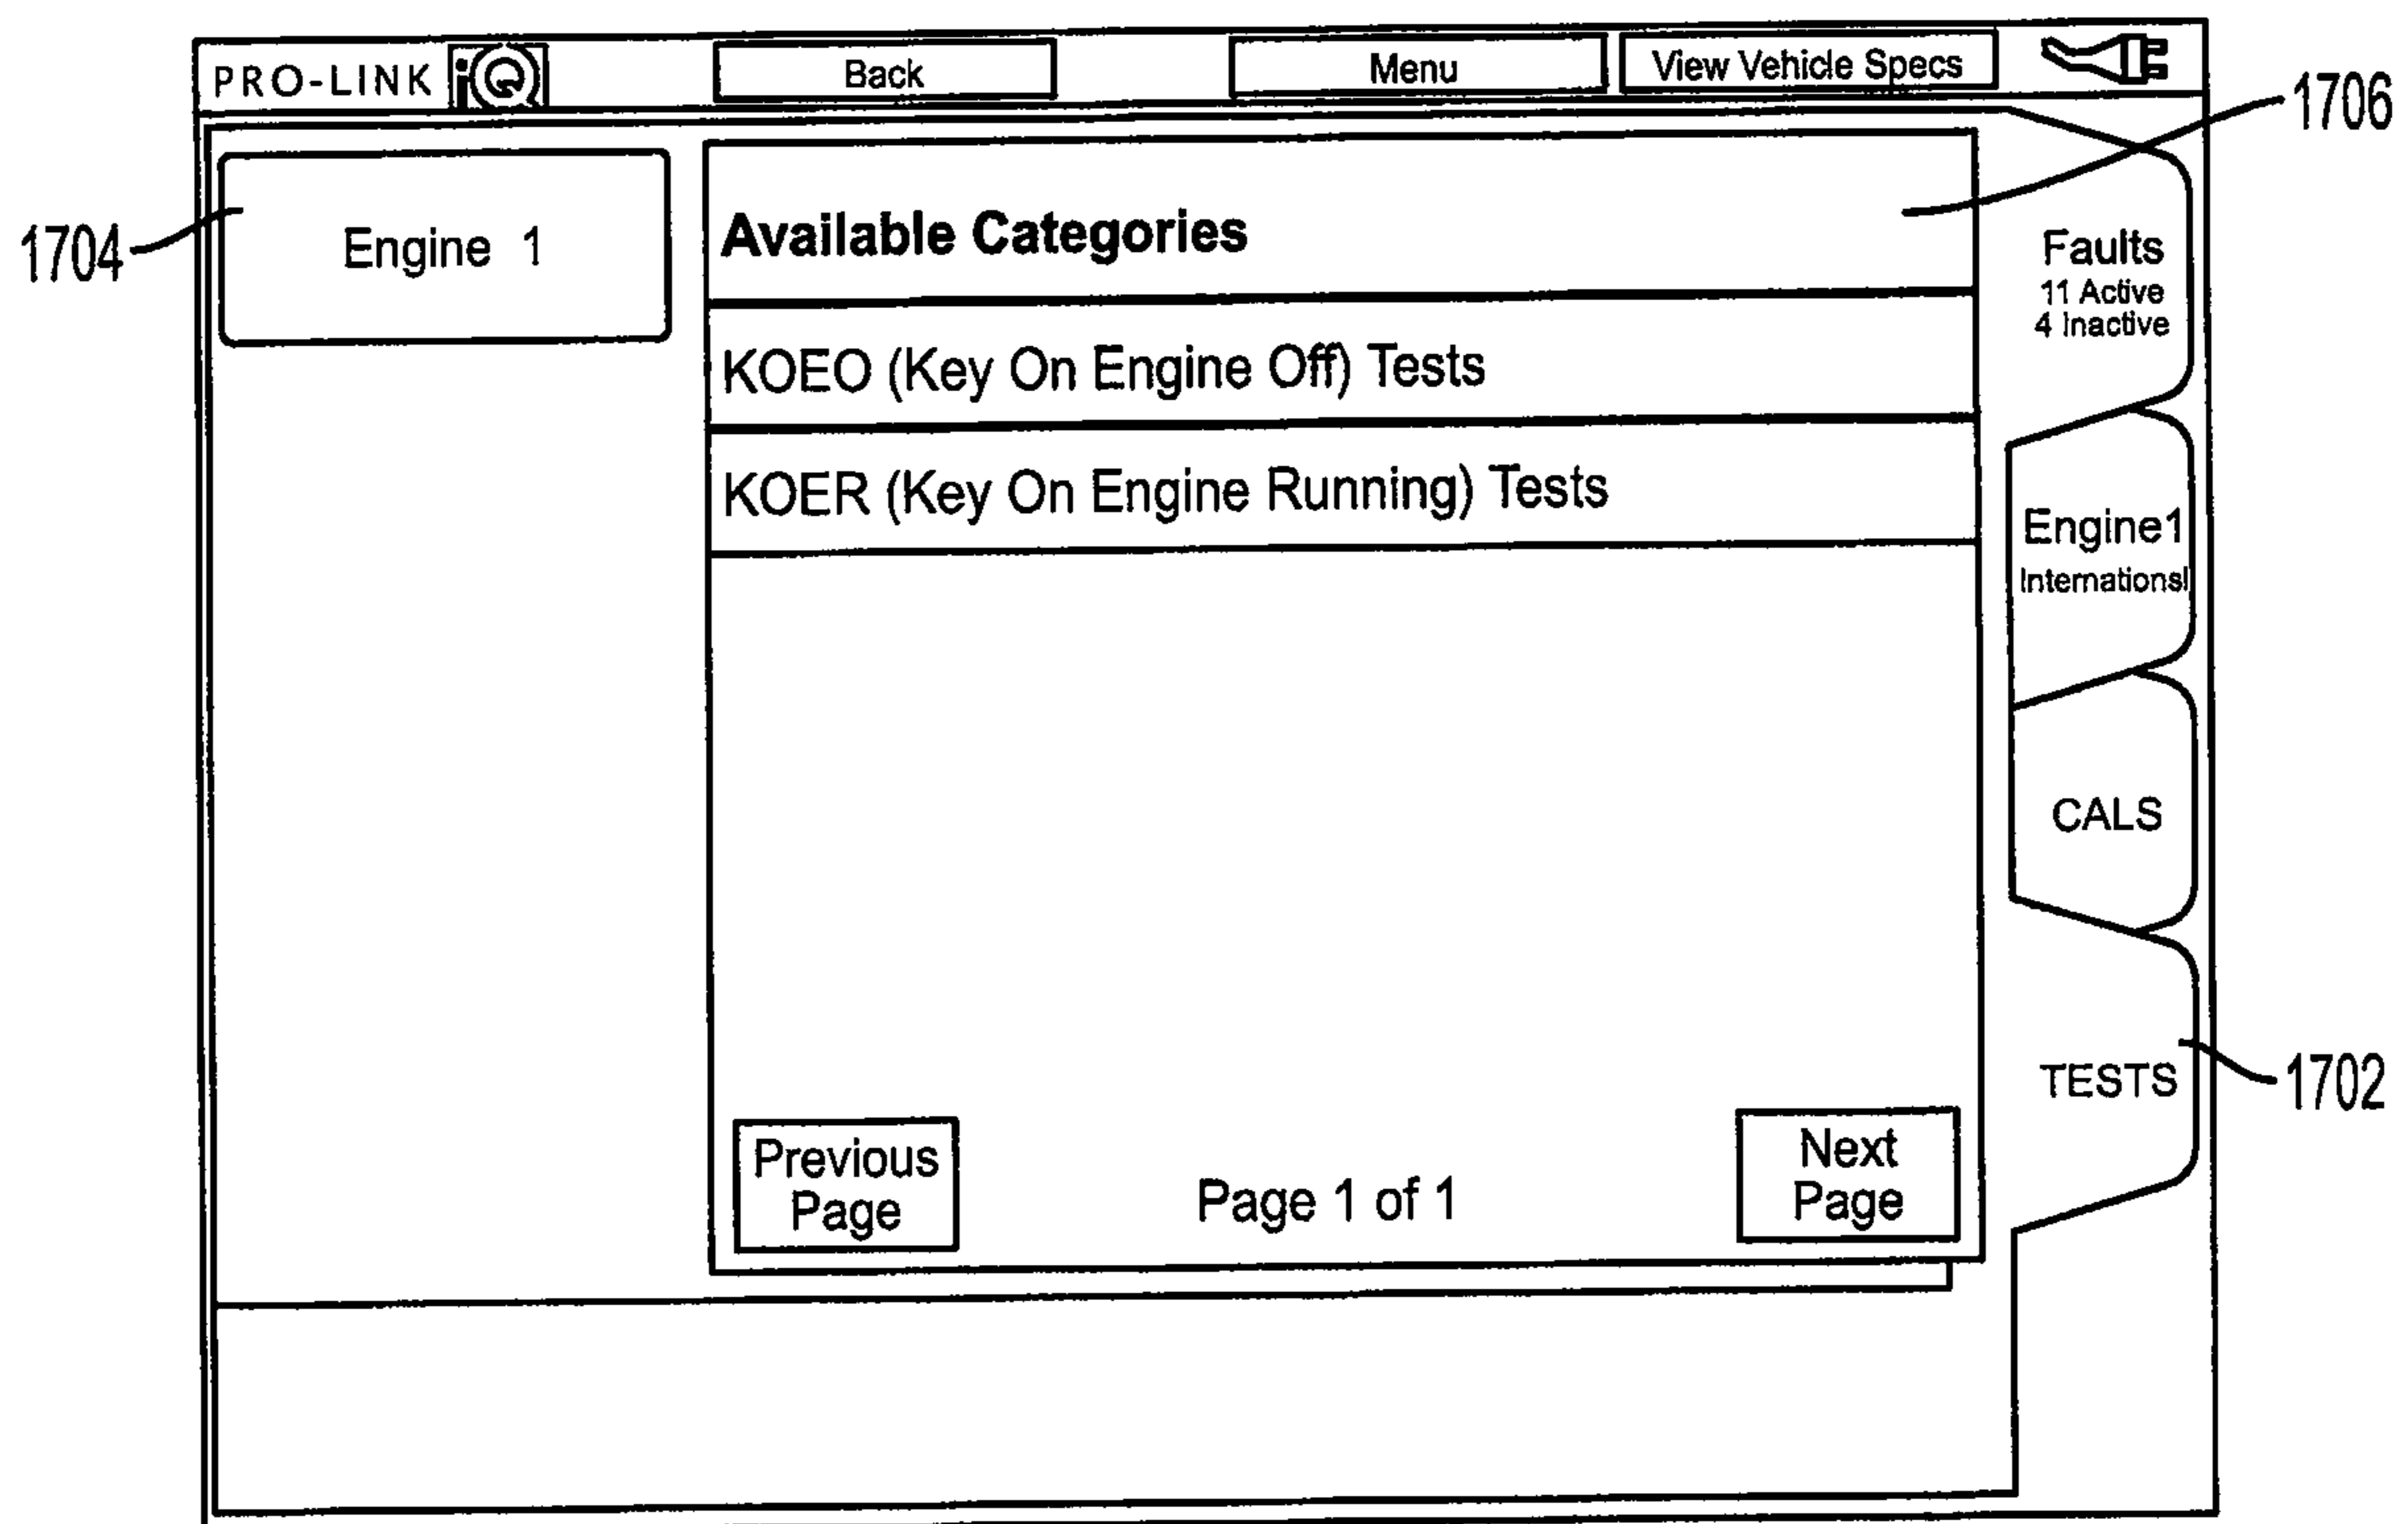 PRO-LINK iQ
Back
Menu
View Vehicle Specs
1706
1704
Engine 1
Available Categories
KOEO (Key On Engine Off) Tests
KOER (Key On Engine Running) Tests
Previous
Page
Page 1 of 1
Next
Page
Faults
11 Active
4 Inactive
Engine1
Internationsl
CALS
TESTS
1702